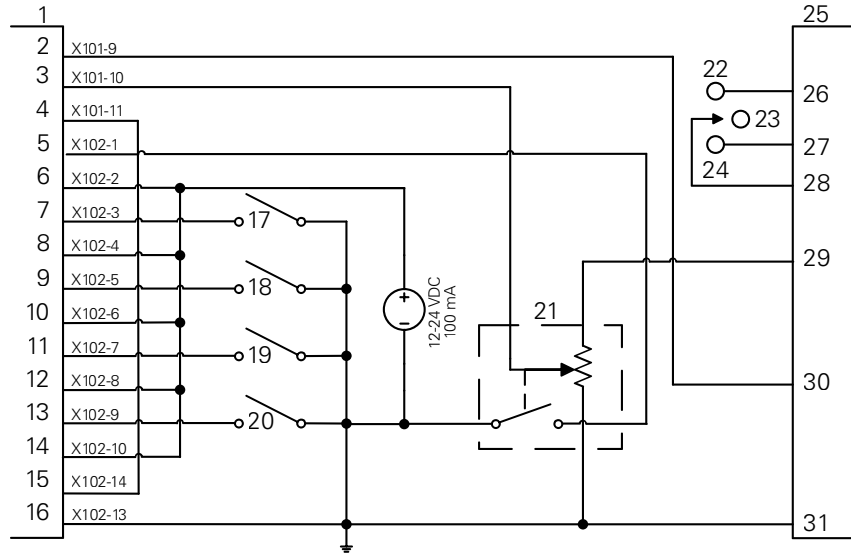 1
25
2 X101-9
3 X101-10
22
26
4 X101-11
23
5 X102-1
27
24
6 X102-2
28
7 X102-3
17
8 X102-4
29
9 X102-5
18
10 X102-6
12-24 VDC
100 mA
21
11 X102-7
19
12 X102-8
30
13 X102-9
20
14 X102-10
15 X102-14
16 X102-13
31